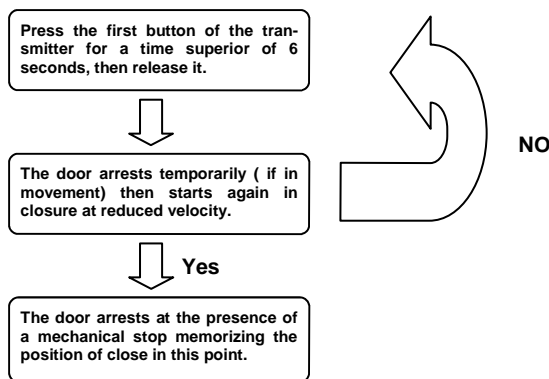 Press the first button of the tran-
smitter for a time superior of 6
seconds, then release it.
NO
The door arrests temporarily ( if in
movement) then starts again in
closure at reduced velocity.
Yes
The door arrests at the presence of
a mechanical stop memorizing the
position of close in this point.